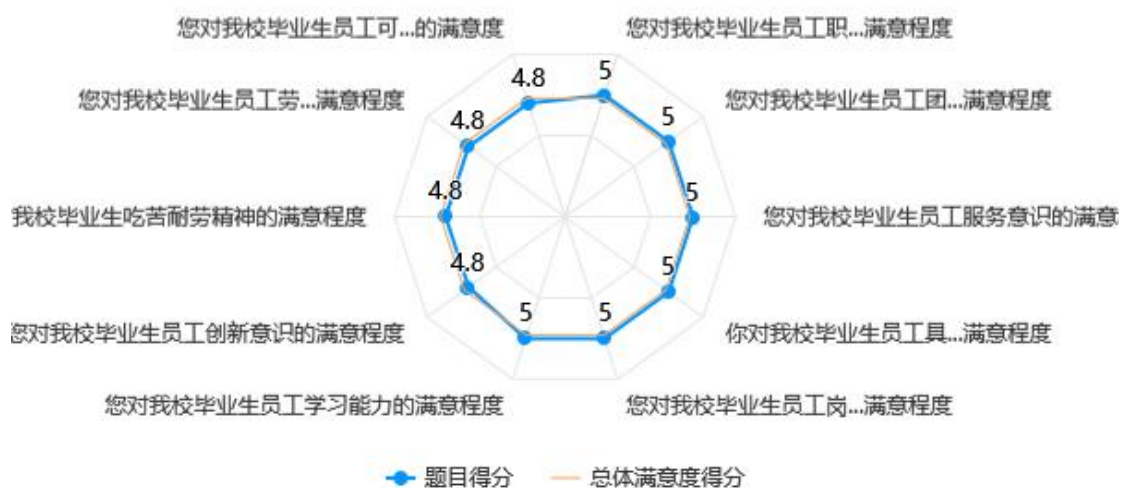 您对我校毕业生员工可...的满意度
您对我校毕业生员工职...满意程度
4.8
5
您对我校毕业生员工劳...满意程度
您对我校毕业生员工团...满意程度
4.8
5
4.8
5
我校毕业生吃苦耐劳精神的满意程度
您对我校毕业生员工服务意识的满意
4.8
5
5
5
您对我校毕业生员工创新意识的满意程度
你对我校毕业生员工具...满意程度
您对我校毕业生员工学习能力的满意程度
您对我校毕业生员工岗...满意程度
题目得分
总体满意度得分